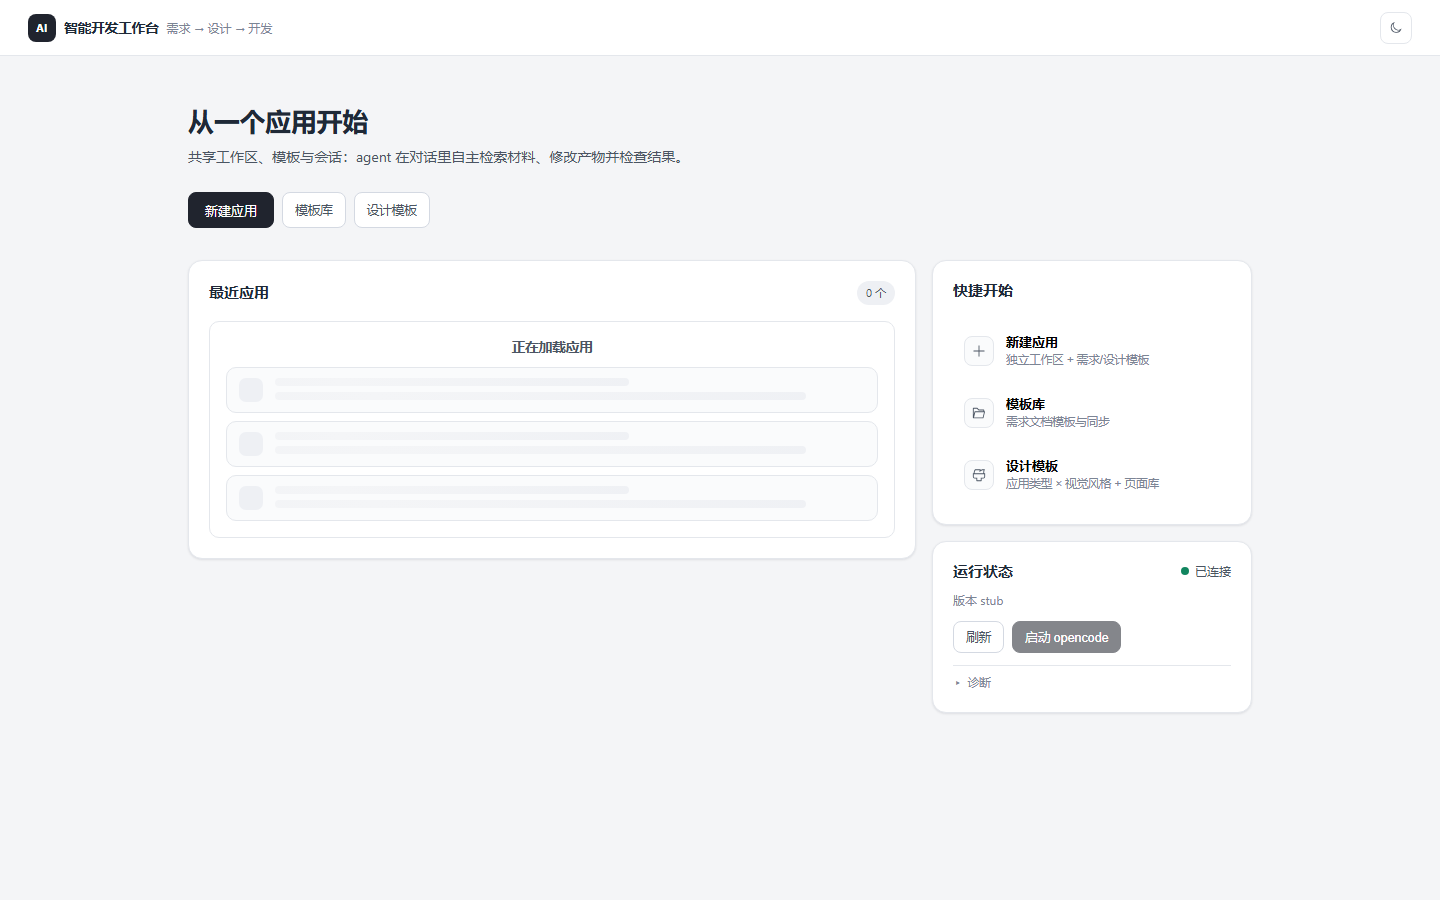 AI 智能开发工作台 需求 → 设计 → 开发
从一个应用开始
共享工作区、模板与会话：agent 在对话里自主检索材料、修改产物并检查结果。
新建应用 模板库 设计模板
最近应用 0 个
正在加载应用
快捷开始
新建应用
独立工作区 + 需求/设计模板
模板库
需求文档模板与同步
设计模板
应用类型 × 视觉风格 + 页面库
运行状态 已连接
版本 stub
刷新 启动 opencode
诊断